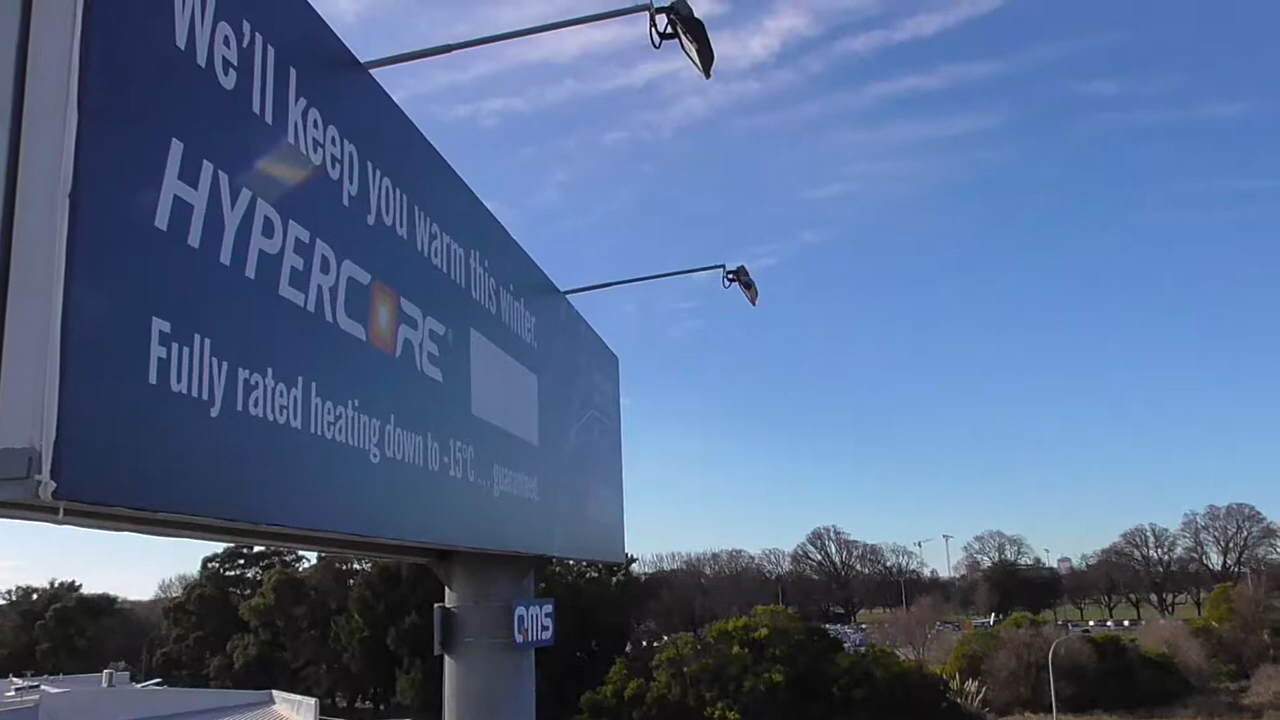 We'll keep you warm this winter.
HYPERCORE®
Fully rated heating down to -15°C... guaranteed.
QMS